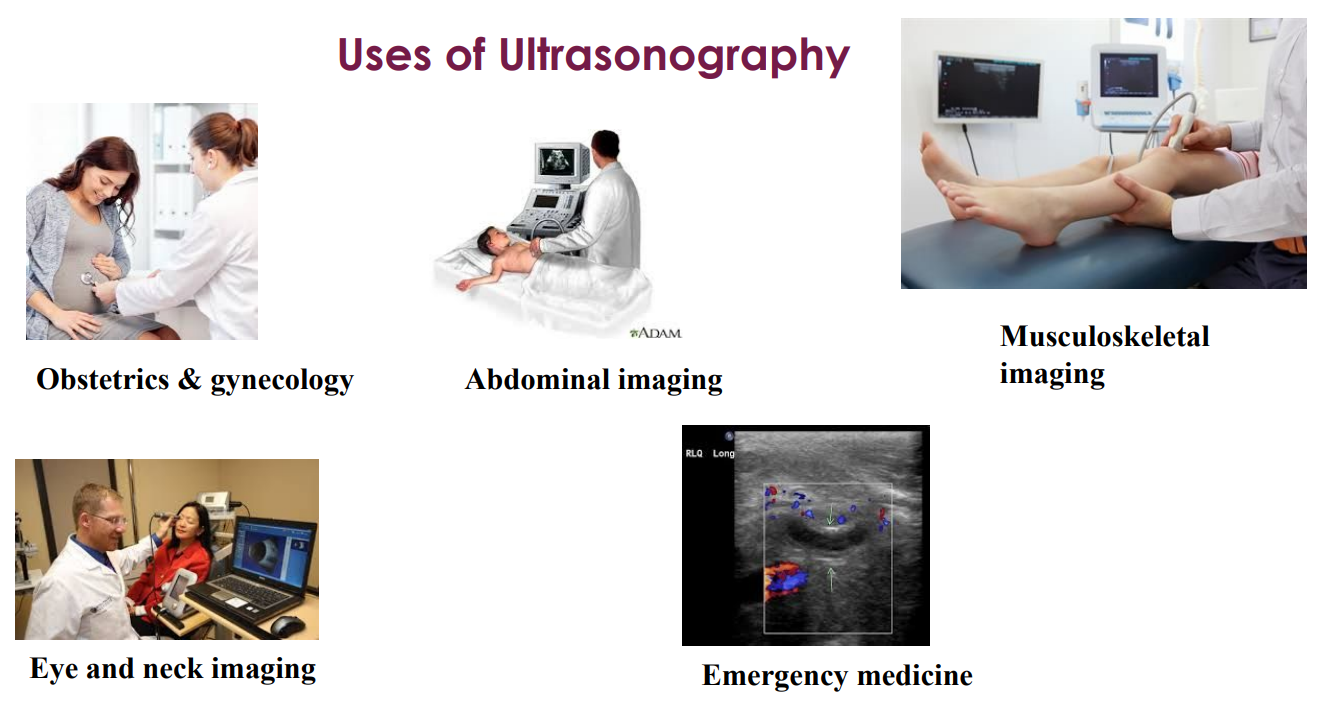 Uses of Ultrasonography
ADAM
Obstetrics & gynecology
Abdominal imaging
Musculoskeletal
imaging
RLQ Long
Eye and neck imaging
Emergency medicine